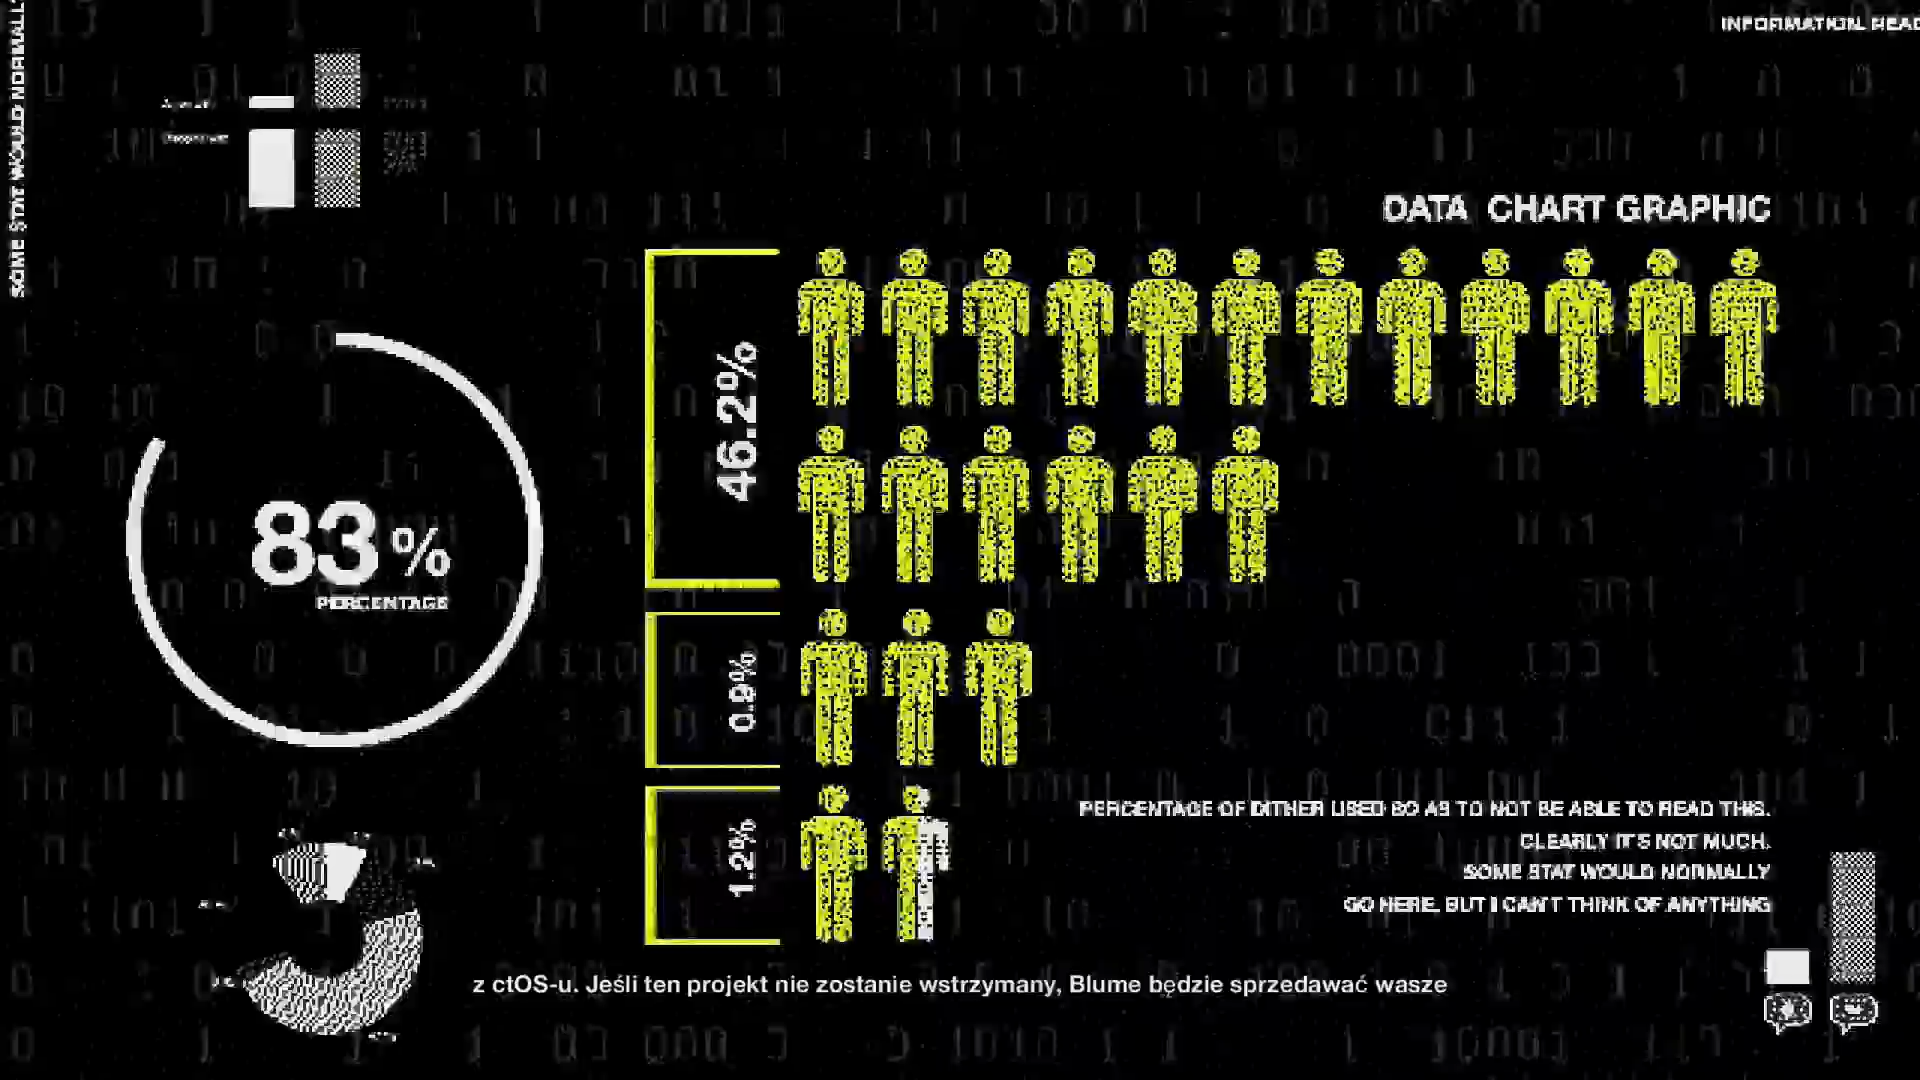 SOME STAT WOULD NORMALLY
INFORMATION READ
DATA CHART GRAPHIC
46.2%
83%
PERCENTAGE
0.9%
1.2%
PERCENTAGE OF DITHER USED SO AS TO NOT BE ABLE TO READ THIS.
CLEARLY IT'S NOT MUCH.
SOME STAT WOULD NORMALLY
GO HERE, BUT I CAN'T THINK OF ANYTHING
z ctOS-u. Jeśli ten projekt nie zostanie wstrzymany, Blume będzie sprzedawać wasze